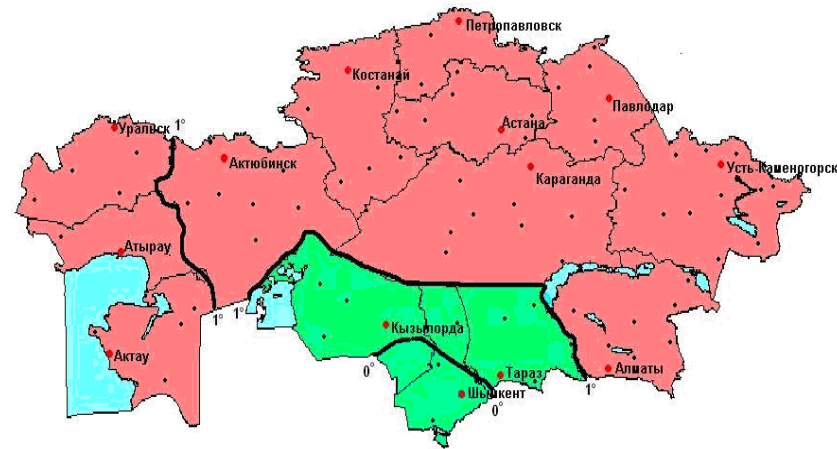 Петропавловск
Костанай
Павлодар
Уральск
1°
Астана
Актюбинск
Караганда
Усть-Каменогорск
Атырау
1°
1°
Кызылорда
Актау
0°
Тараз
Алматы
1°
Шымкент
0°